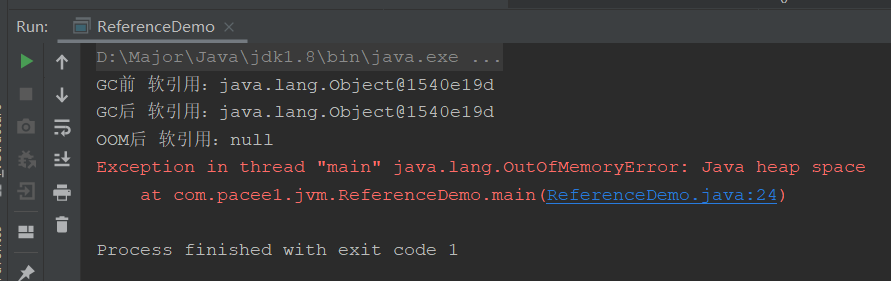 Run: ReferenceDemo
D:\Major\Java\jdk1.8\bin\java.exe ...
GC前 软引用：java.lang.Object@1540e19d
GC后 软引用：java.lang.Object@1540e19d
OOM后 软引用：null
Exception in thread "main" java.lang.OutOfMemoryError: Java heap space
at com.pacee1.jvm.ReferenceDemo.main(ReferenceDemo.java:24)
Process finished with exit code 1